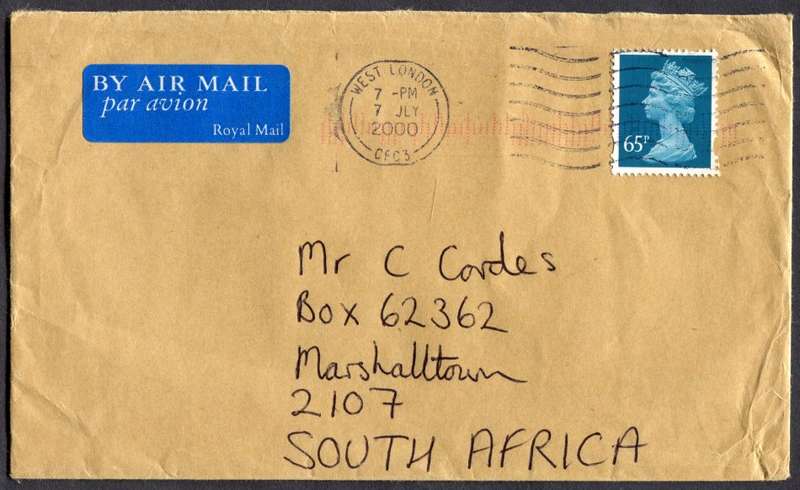 BY AIR MAIL
par avion
Royal Mail
WEST LONDON
7 -PM
7 JLY
2000
65P
Mr C Cordes
Box 62362
Marshalltown
2107
SOUTH AFRICA